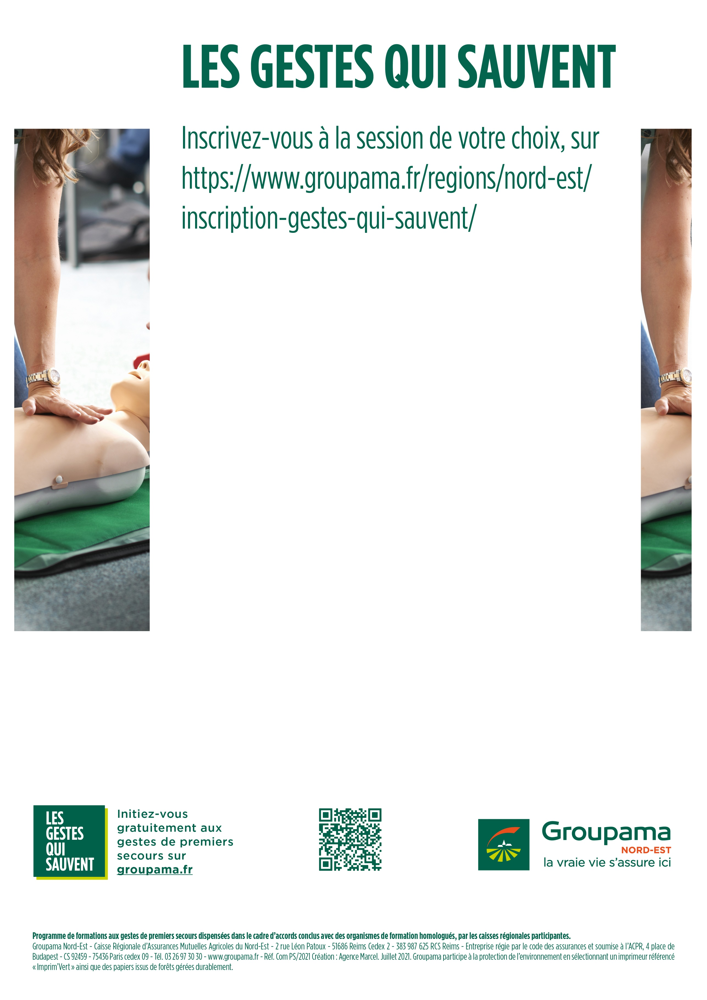 LES GESTES QUI SAUVENT
Inscrivez-vous à la session de votre choix, sur
https://www.groupama.fr/regions/nord-est/
inscription-gestes-qui-sauvent/
LES
GESTES
QUI
SAUVENT
Initiez-vous
gratuitement aux
gestes de premiers
secours sur
groupama.fr
Groupama
NORD-EST
la vraie vie s’assure ici
Programme de formations aux gestes de premiers secours dispensées dans le cadre d’accords conclus avec des organismes de formation homologués, par les caisses régionales participantes.
Groupama Nord-Est - Caisse Régionale d’Assurances Mutuelles Agricoles du Nord-Est - 2 rue Léon Patoux - 51686 Reims Cedex 2 - 383 987 625 RCS Reims - Entreprise régie par le code des assurances et soumise à l’ACPR, 4 place de
Budapest - CS 92459 - 75436 Paris cedex 09 - Tél. 03 26 97 30 30 - www.groupama.fr - Réf. Com PS/2021 Création : Agence Marcel. Juillet 2021. Groupama participe à la protection de l’environnement en sélectionnant un imprimeur référencé
« Imprim’Vert » ainsi que des papiers issus de forêts gérées durablement.